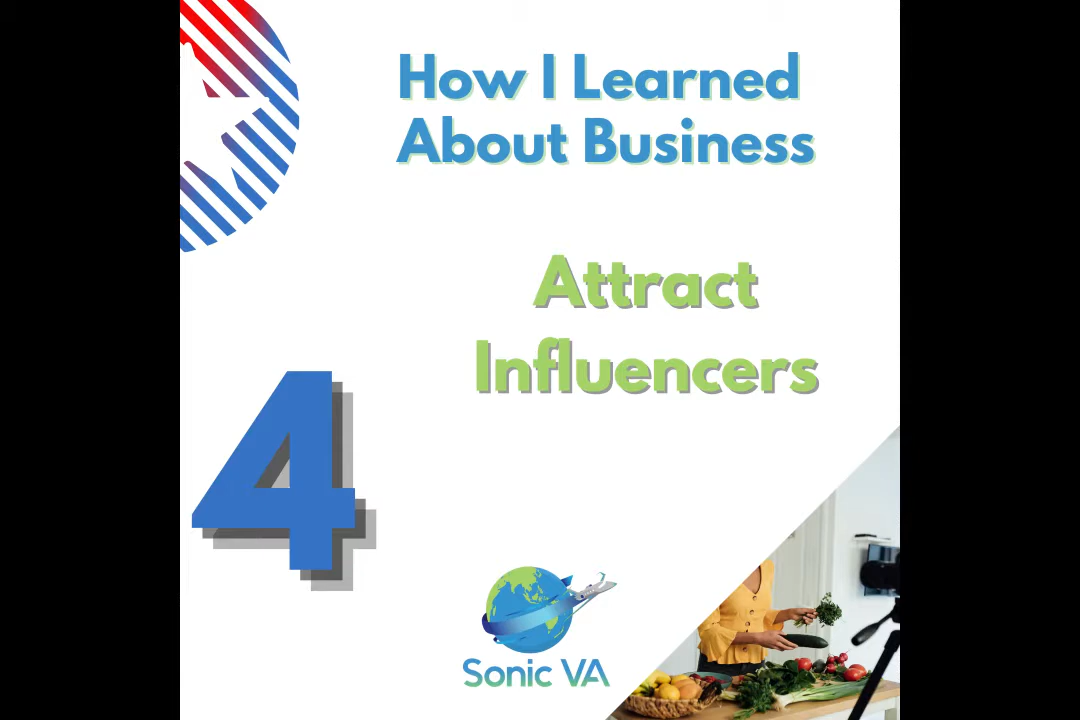 How I Learned
About Business
Attract
Influencers
4
Sonic VA